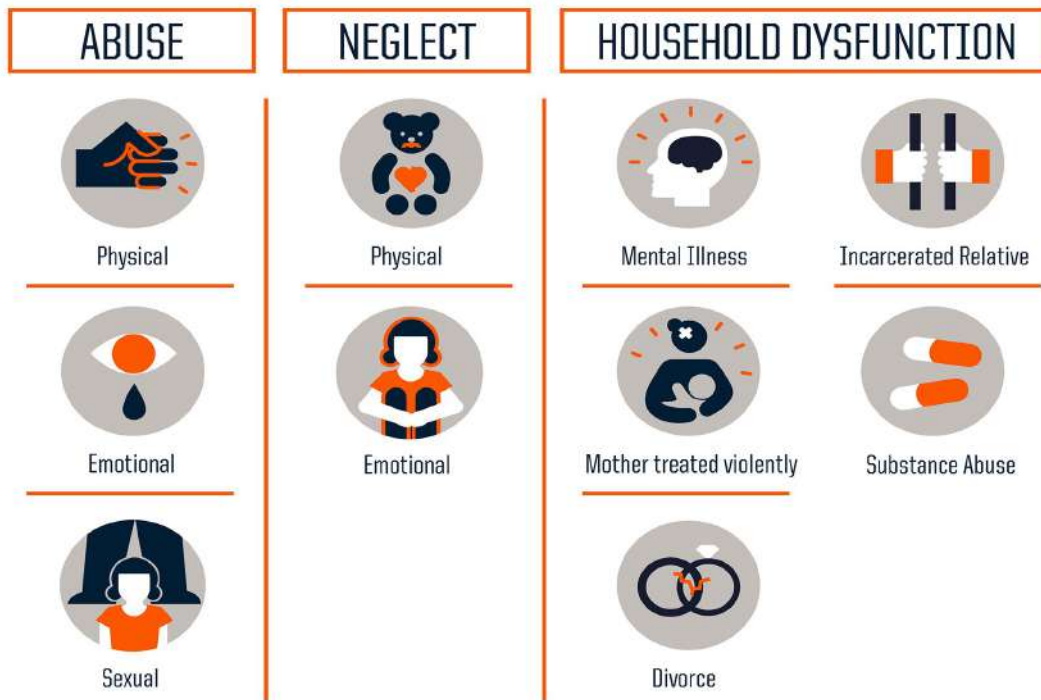 ABUSE
NEGLECT
HOUSEHOLD DYSFUNCTION
Physical
Physical
Mental Illness
Incarcerated Relative
Emotional
Emotional
Mother treated violently
Substance Abuse
Sexual
Divorce